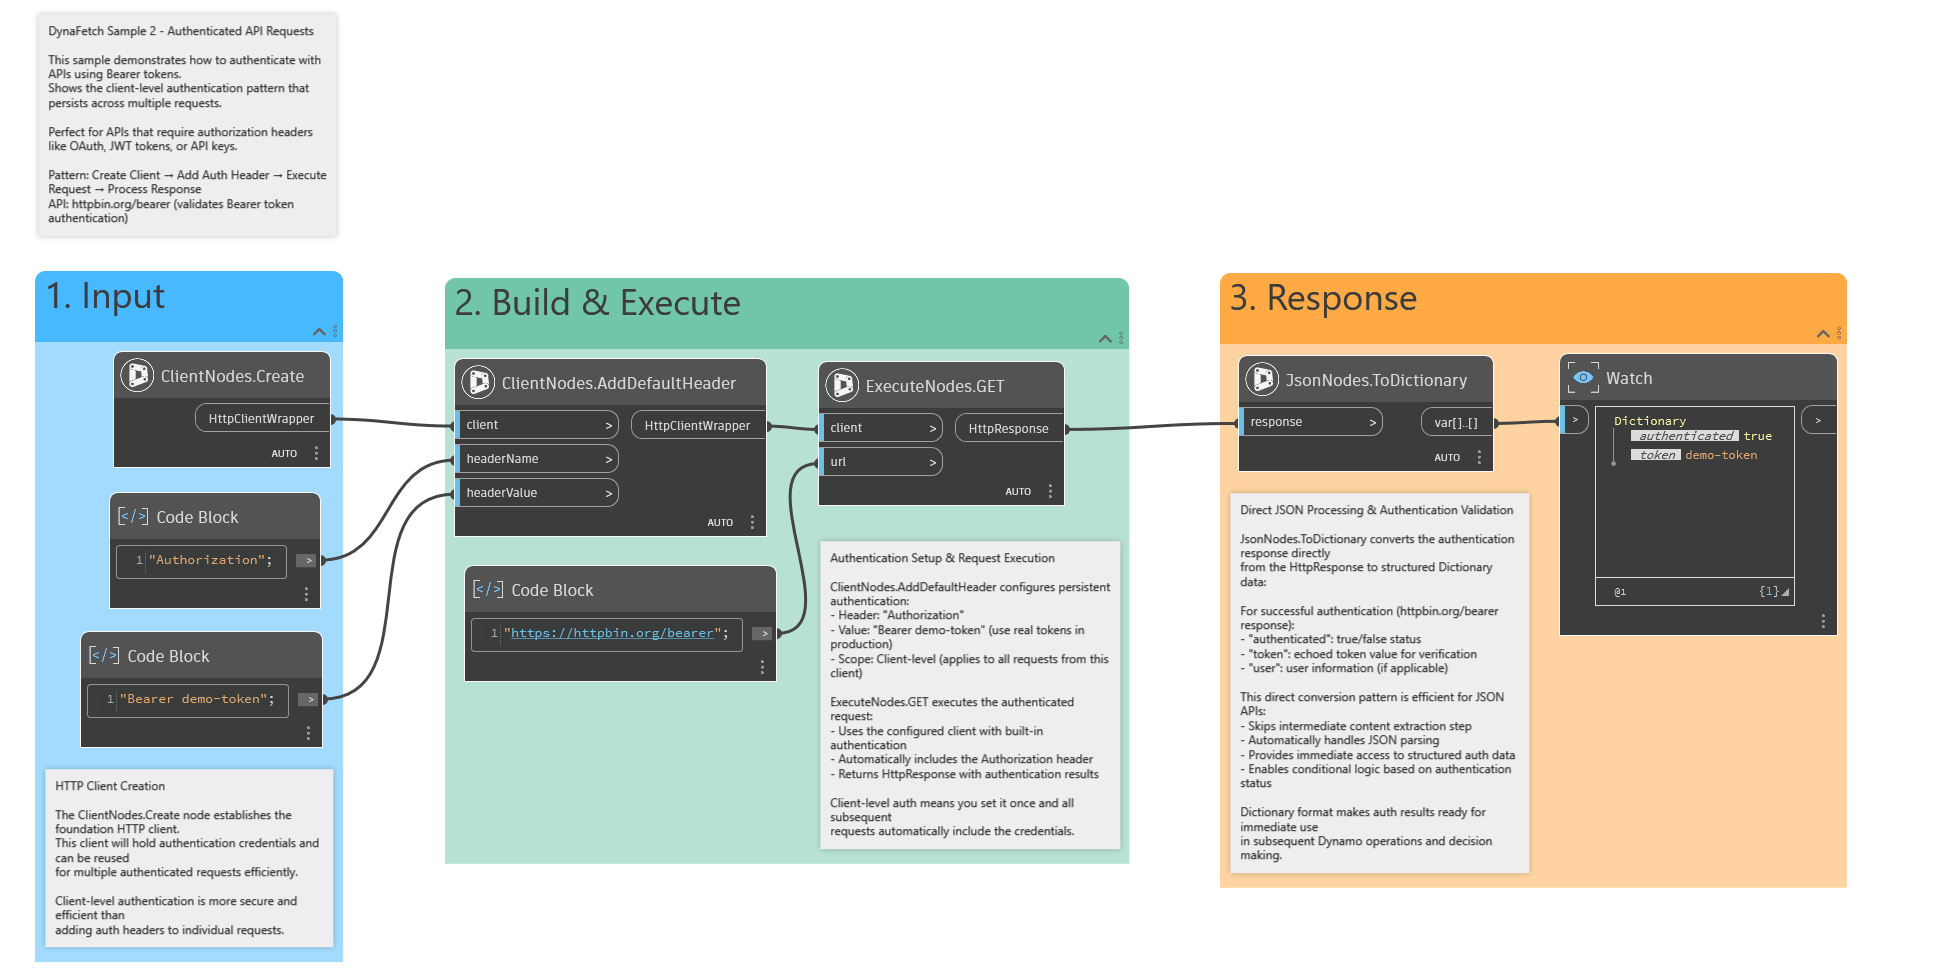 DynaFetch Sample 2 - Authenticated API Requests
This sample demonstrates how to authenticate with
APIs using Bearer tokens.
Shows the client-level authentication pattern that
persists across multiple requests.
Perfect for APIs that require authorization headers
like OAuth, JWT tokens, or API keys.
Pattern: Create Client → Add Auth Header → Execute
Request → Process Response
API: httpbin.org/bearer (validates Bearer token
authentication)
1. Input
ClientNodes.Create
HttpClientWrapper
AUTO
</> Code Block
1 "Authorization";
>
</> Code Block
1 "Bearer demo-token";
>
HTTP Client Creation
The ClientNodes.Create node establishes the
foundation HTTP client.
This client will hold authentication credentials and
can be reused
for multiple authenticated requests efficiently.
Client-level authentication is more secure and
efficient than
adding auth headers to individual requests.
2. Build & Execute
ClientNodes.AddDefaultHeader
client >
HttpClientWrapper
headerName >
headerValue >
AUTO
</> Code Block
1 "https://httpbin.org/bearer";
>
ExecuteNodes.GET
client >
HttpResponse
url >
AUTO
Authentication Setup & Request Execution
ClientNodes.AddDefaultHeader configures persistent
authentication:
- Header: "Authorization"
- Value: "Bearer demo-token" (use real tokens in
production)
- Scope: Client-level (applies to all requests from this
client)
ExecuteNodes.GET executes the authenticated
request:
- Uses the configured client with built-in
authentication
- Automatically includes the Authorization header
- Returns HttpResponse with authentication results
Client-level auth means you set it once and all
subsequent
requests automatically include the credentials.
3. Response
JsonNodes.ToDictionary
response >
var[]..[]
AUTO
Direct JSON Processing & Authentication Validation
JsonNodes.ToDictionary converts the authentication
response directly
from the HttpResponse to structured Dictionary
data:
For successful authentication (httpbin.org/bearer
response):
- "authenticated": true/false status
- "token": echoed token value for verification
- "user": user information (if applicable)
This direct conversion pattern is efficient for JSON
APIs:
- Skips intermediate content extraction step
- Automatically handles JSON parsing
- Provides immediate access to structured auth data
- Enables conditional logic based on authentication
status
Dictionary format makes auth results ready for
immediate use
in subsequent Dynamo operations and decision
making.
Watch
>
>
Dictionary
authenticated true
token demo-token
@1
{1}